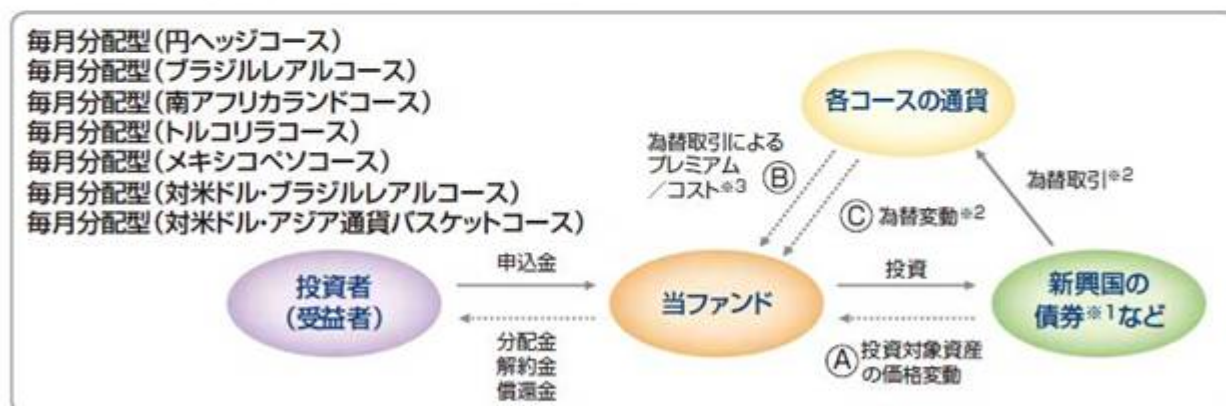 毎月分配型(円ヘッジコース)
毎月分配型(ブラジルレアルコース)
毎月分配型(南アフリカランドコース)
毎月分配型(トルコリラコース)
毎月分配型(メキシコペソコース)
毎月分配型(対米ドル・ブラジルレアルコース)
毎月分配型(対米ドル・アジア通貨バスケットコース)
各コースの通貨
為替取引による
プレミアム
/コスト※3
Ⓑ
Ⓒ 為替変動※2
為替取引※2
投資者
(受益者)
申込金
分配金
解約金
償還金
当ファンド
投資
Ⓐ 投資対象資産
の価格変動
新興国の
債券※1など